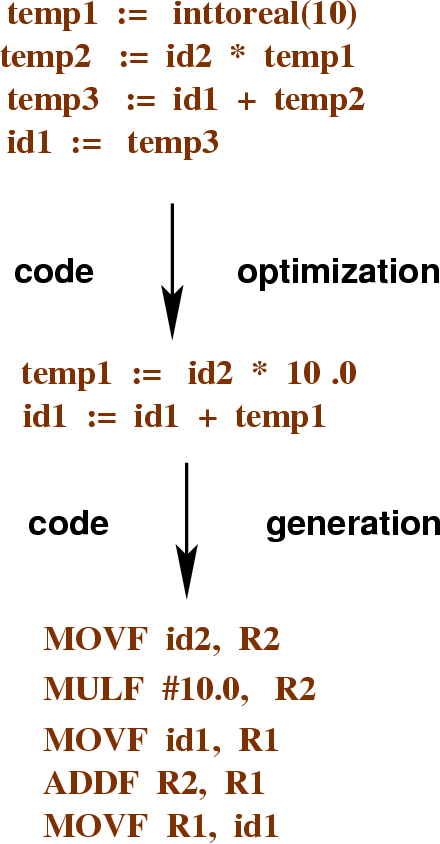 temp1 := inttoreal(10)
temp2 := id2 * temp1
temp3 := id1 + temp2
id1 := temp3
code optimization
temp1 := id2 * 10 .0
id1 := id1 + temp1
code generation
MOVF id2, R2
MULF #10.0, R2
MOVF id1, R1
ADDF R2, R1
MOVF R1, id1